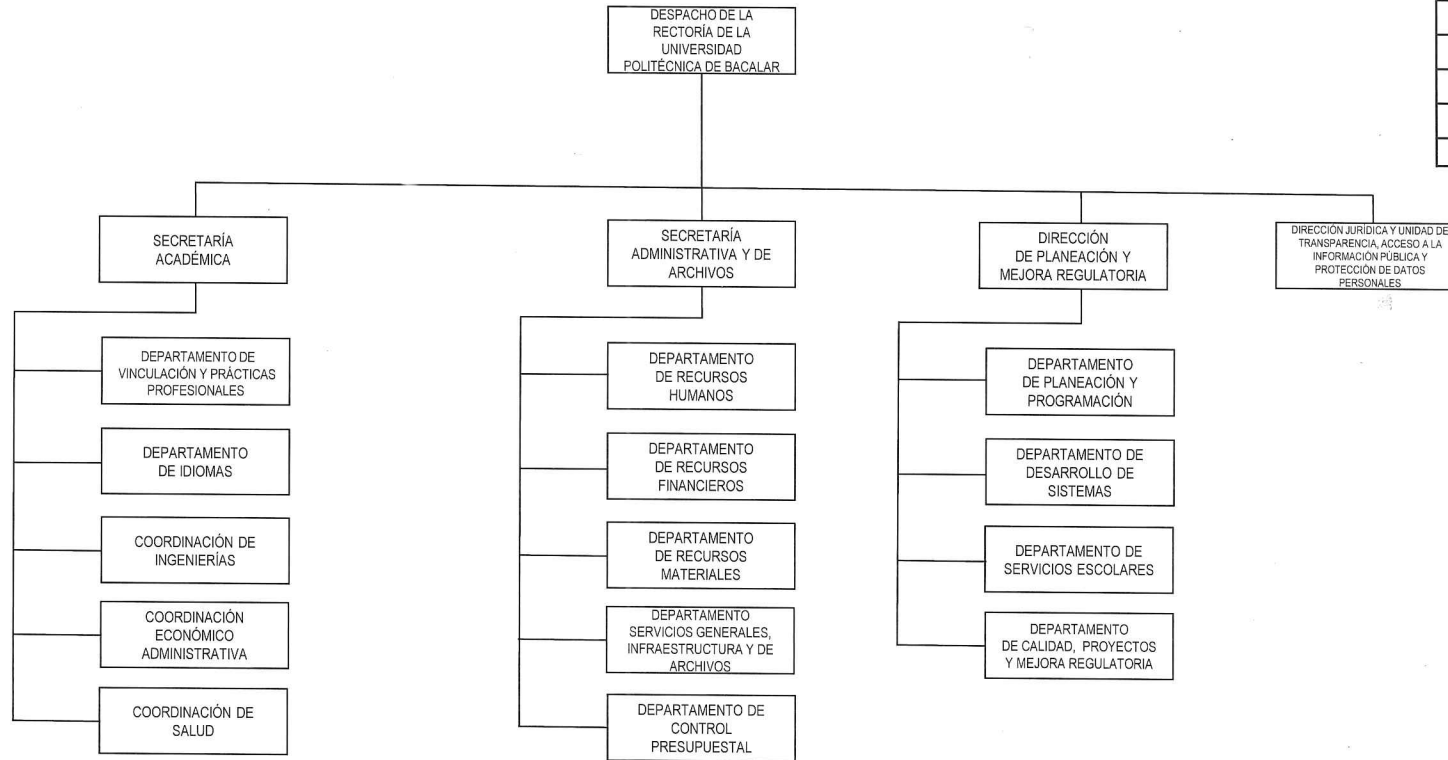 DESPACHO DE LA
RECTORÍA DE LA
UNIVERSIDAD
POLITÉCNICA DE BACALAR
SECRETARÍA
ACADÉMICA
SECRETARÍA
ADMINISTRATIVA Y DE
ARCHIVOS
DIRECCIÓN
DE PLANEACIÓN Y
MEJORA REGULATORIA
DIRECCIÓN JURÍDICA Y UNIDAD DE
TRANSPARENCIA, ACCESO A LA
INFORMACIÓN PÚBLICA Y
PROTECCIÓN DE DATOS
PERSONALES
DEPARTAMENTO DE
VINCULACIÓN Y PRÁCTICAS
PROFESIONALES
DEPARTAMENTO
DE IDIOMAS
COORDINACIÓN DE
INGENIERÍAS
COORDINACIÓN
ECONÓMICO
ADMINISTRATIVA
COORDINACIÓN DE
SALUD
DEPARTAMENTO
DE RECURSOS
HUMANOS
DEPARTAMENTO
DE RECURSOS
FINANCIEROS
DEPARTAMENTO
DE RECURSOS
MATERIALES
DEPARTAMENTO
SERVICIOS GENERALES,
INFRAESTRUCTURA Y DE
ARCHIVOS
DEPARTAMENTO DE
CONTROL
PRESUPUESTAL
DEPARTAMENTO
DE PLANEACIÓN Y
PROGRAMACIÓN
DEPARTAMENTO DE
DESARROLLO DE
SISTEMAS
DEPARTAMENTO DE
SERVICIOS ESCOLARES
DEPARTAMENTO
DE CALIDAD, PROYECTOS
Y MEJORA REGULATORIA